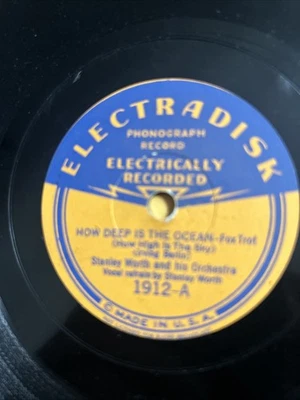 ELECTRADISK
PHONOGRAPH
RECORD
ELECTRICALLY
RECORDED
HOW DEEP IS THE OCEAN-Fox Trot
(How High Is The Sky)
(Irving Berlin)
Stanley Worth and his Orchestra
Vocal refrain by Stanley Worth
1912-A
MADE IN U.S.A.